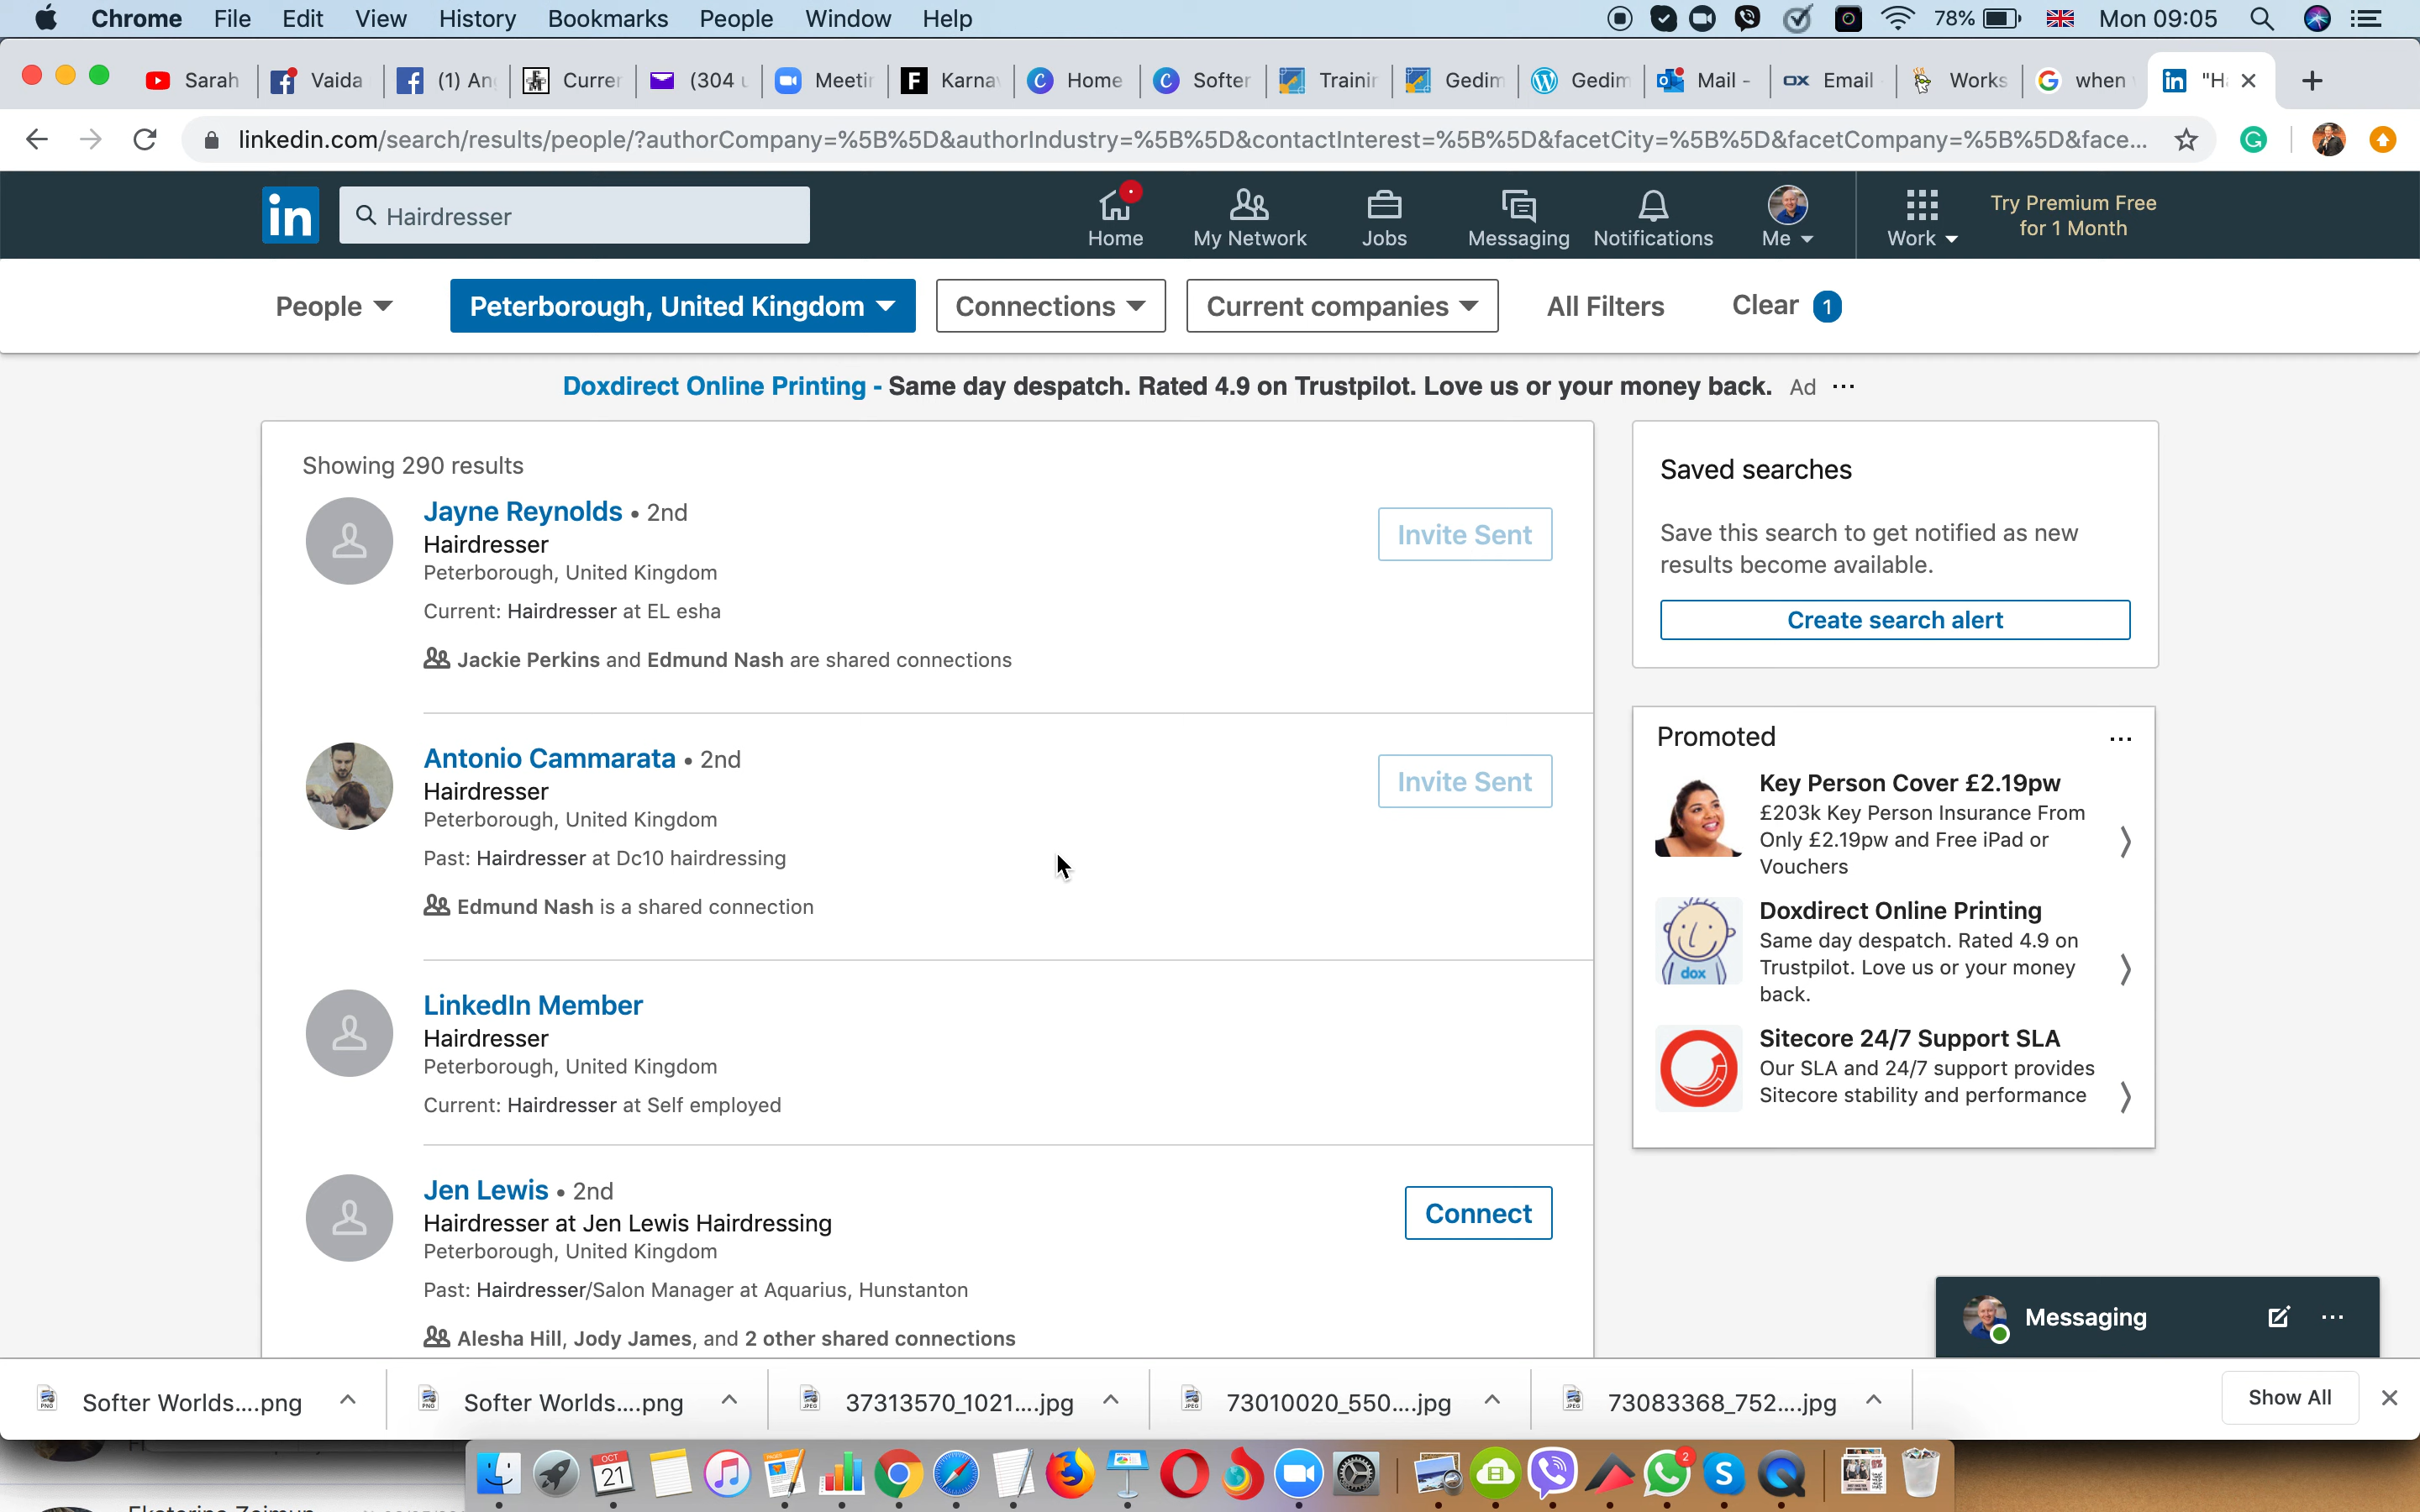 Chrome File Edit View History Bookmarks People Window Help 78% Mon 09:05
Sarah Vaida (1) An Currer (304 u Meetin Karna Home Softer Trainin Gedim Gedim Mail - Email Works when "H
linkedin.com/search/results/people/?authorCompany=%5B%5D&authorIndustry=%5B%5D&contactInterest=%5B%5D&facetCity=%5B%5D&facetCompany=%5B%5D&face...
in Hairdresser Home My Network Jobs Messaging Notifications Me Work
Try Premium Free
for 1 Month
People Peterborough, United Kingdom Connections Current companies All Filters Clear 1
Doxdirect Online Printing - Same day despatch. Rated 4.9 on Trustpilot. Love us or your money back. Ad ...
Showing 290 results
Jayne Reynolds • 2nd
Hairdresser
Peterborough, United Kingdom
Current: Hairdresser at EL esha
Jackie Perkins and Edmund Nash are shared connections
Invite Sent
Antonio Cammarata • 2nd
Hairdresser
Peterborough, United Kingdom
Past: Hairdresser at Dc10 hairdressing
Edmund Nash is a shared connection
Invite Sent
LinkedIn Member
Hairdresser
Peterborough, United Kingdom
Current: Hairdresser at Self employed
Jen Lewis • 2nd
Hairdresser at Jen Lewis Hairdressing
Peterborough, United Kingdom
Past: Hairdresser/Salon Manager at Aquarius, Hunstanton
Alesha Hill, Jody James, and 2 other shared connections
Connect
Saved searches
Save this search to get notified as new
results become available.
Create search alert
Promoted ...
Key Person Cover £2.19pw
£203k Key Person Insurance From
Only £2.19pw and Free iPad or
Vouchers
dox
Doxdirect Online Printing
Same day despatch. Rated 4.9 on
Trustpilot. Love us or your money
back.
Sitecore 24/7 Support SLA
Our SLA and 24/7 support provides
Sitecore stability and performance
Messaging ...
Softer Worlds....png Softer Worlds....png 37313570_1021....jpg 73010020_550....jpg 73083368_752....jpg Show All
OCT
21
2